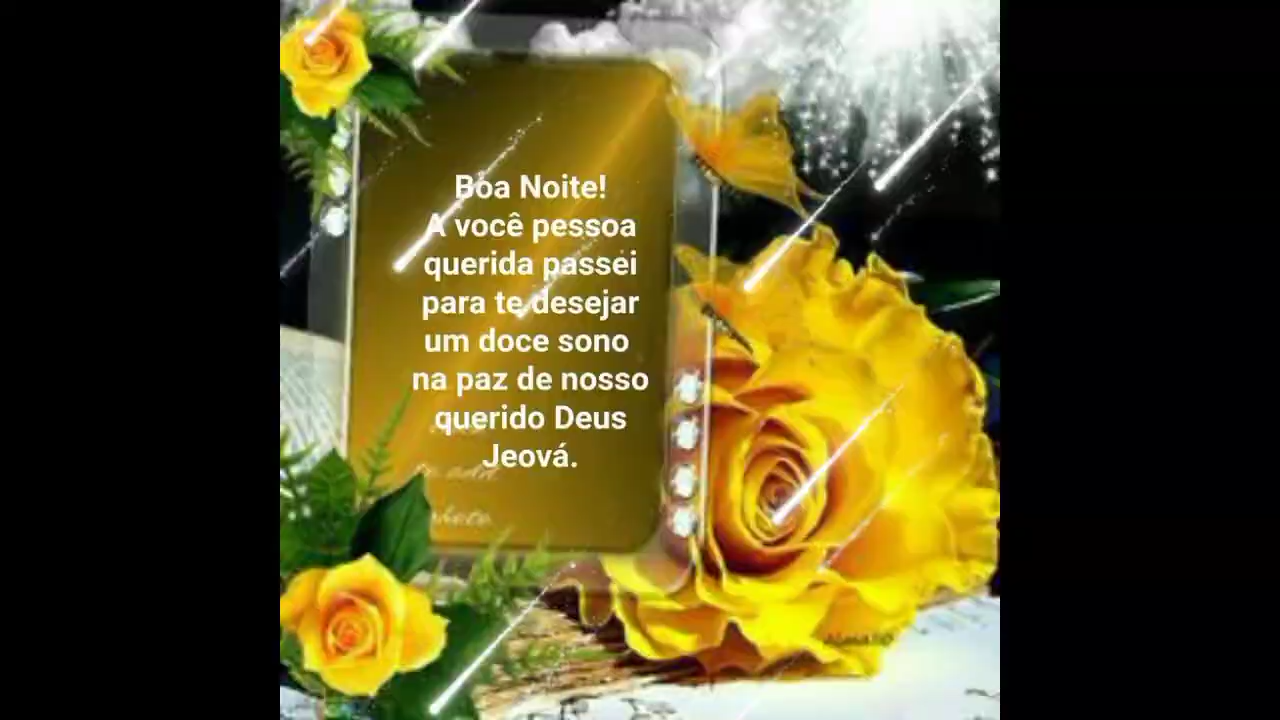 Boa Noite!
A você pessoa
querida passei
para te desejar
um doce sono
na paz de nosso
querido Deus
Jeová.